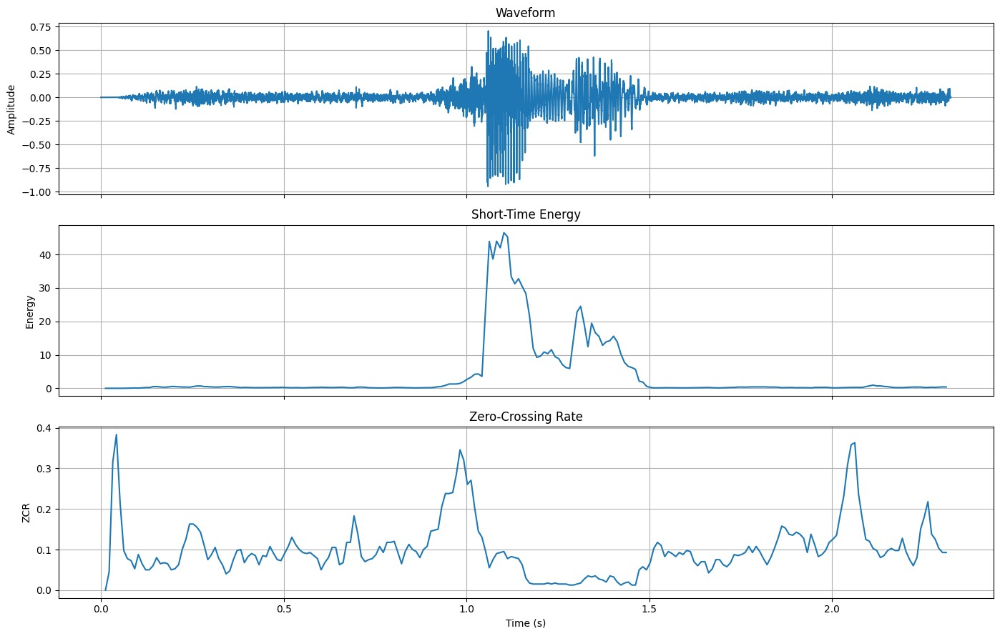 Waveform
0.75
0.50
0.25
0.00
−0.25
−0.50
−0.75
−1.00
Amplitude
Short-Time Energy
40
30
20
10
0
Energy
Zero-Crossing Rate
0.4
0.3
0.2
0.1
0.0
ZCR
0.0 0.5 1.0 1.5 2.0
Time (s)